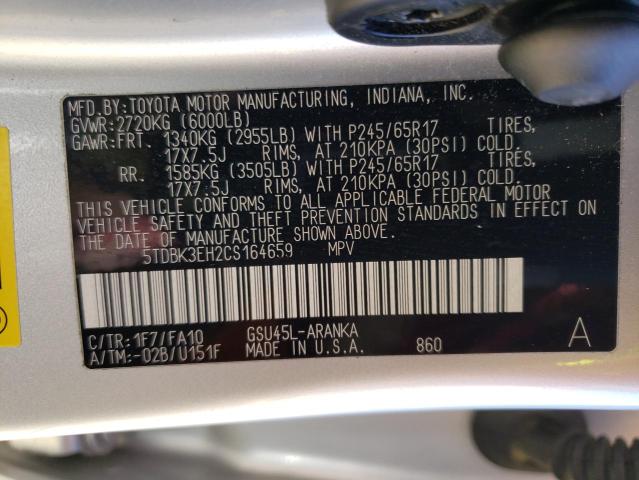 MFD.BY:TOYOTA MOTOR MANUFACTURING, INDIANA, INC.
GVWR:2720KG (6000LB)
GAWR:FRT. 1340KG (2955LB) WITH P245/65R17 TIRES,
17X7.5J RIMS, AT 210KPA (30PSI) COLD.
RR. 1585KG (3505LB) WITH P245/65R17 TIRES,
17X7.5J RIMS, AT 210KPA (30PSI) COLD.
THIS VEHICLE CONFORMS TO ALL APPLICABLE FEDERAL MOTOR
VEHICLE SAFETY AND THEFT PREVENTION STANDARDS IN EFFECT ON
THE DATE OF MANUFACTURE SHOWN ABOVE.
5TDBK3EH2CS164659 MPV
C/TR:1F7/FA10 GSU45L-ARANKA A
A/TM:-02B/U151F MADE IN U.S.A. 860